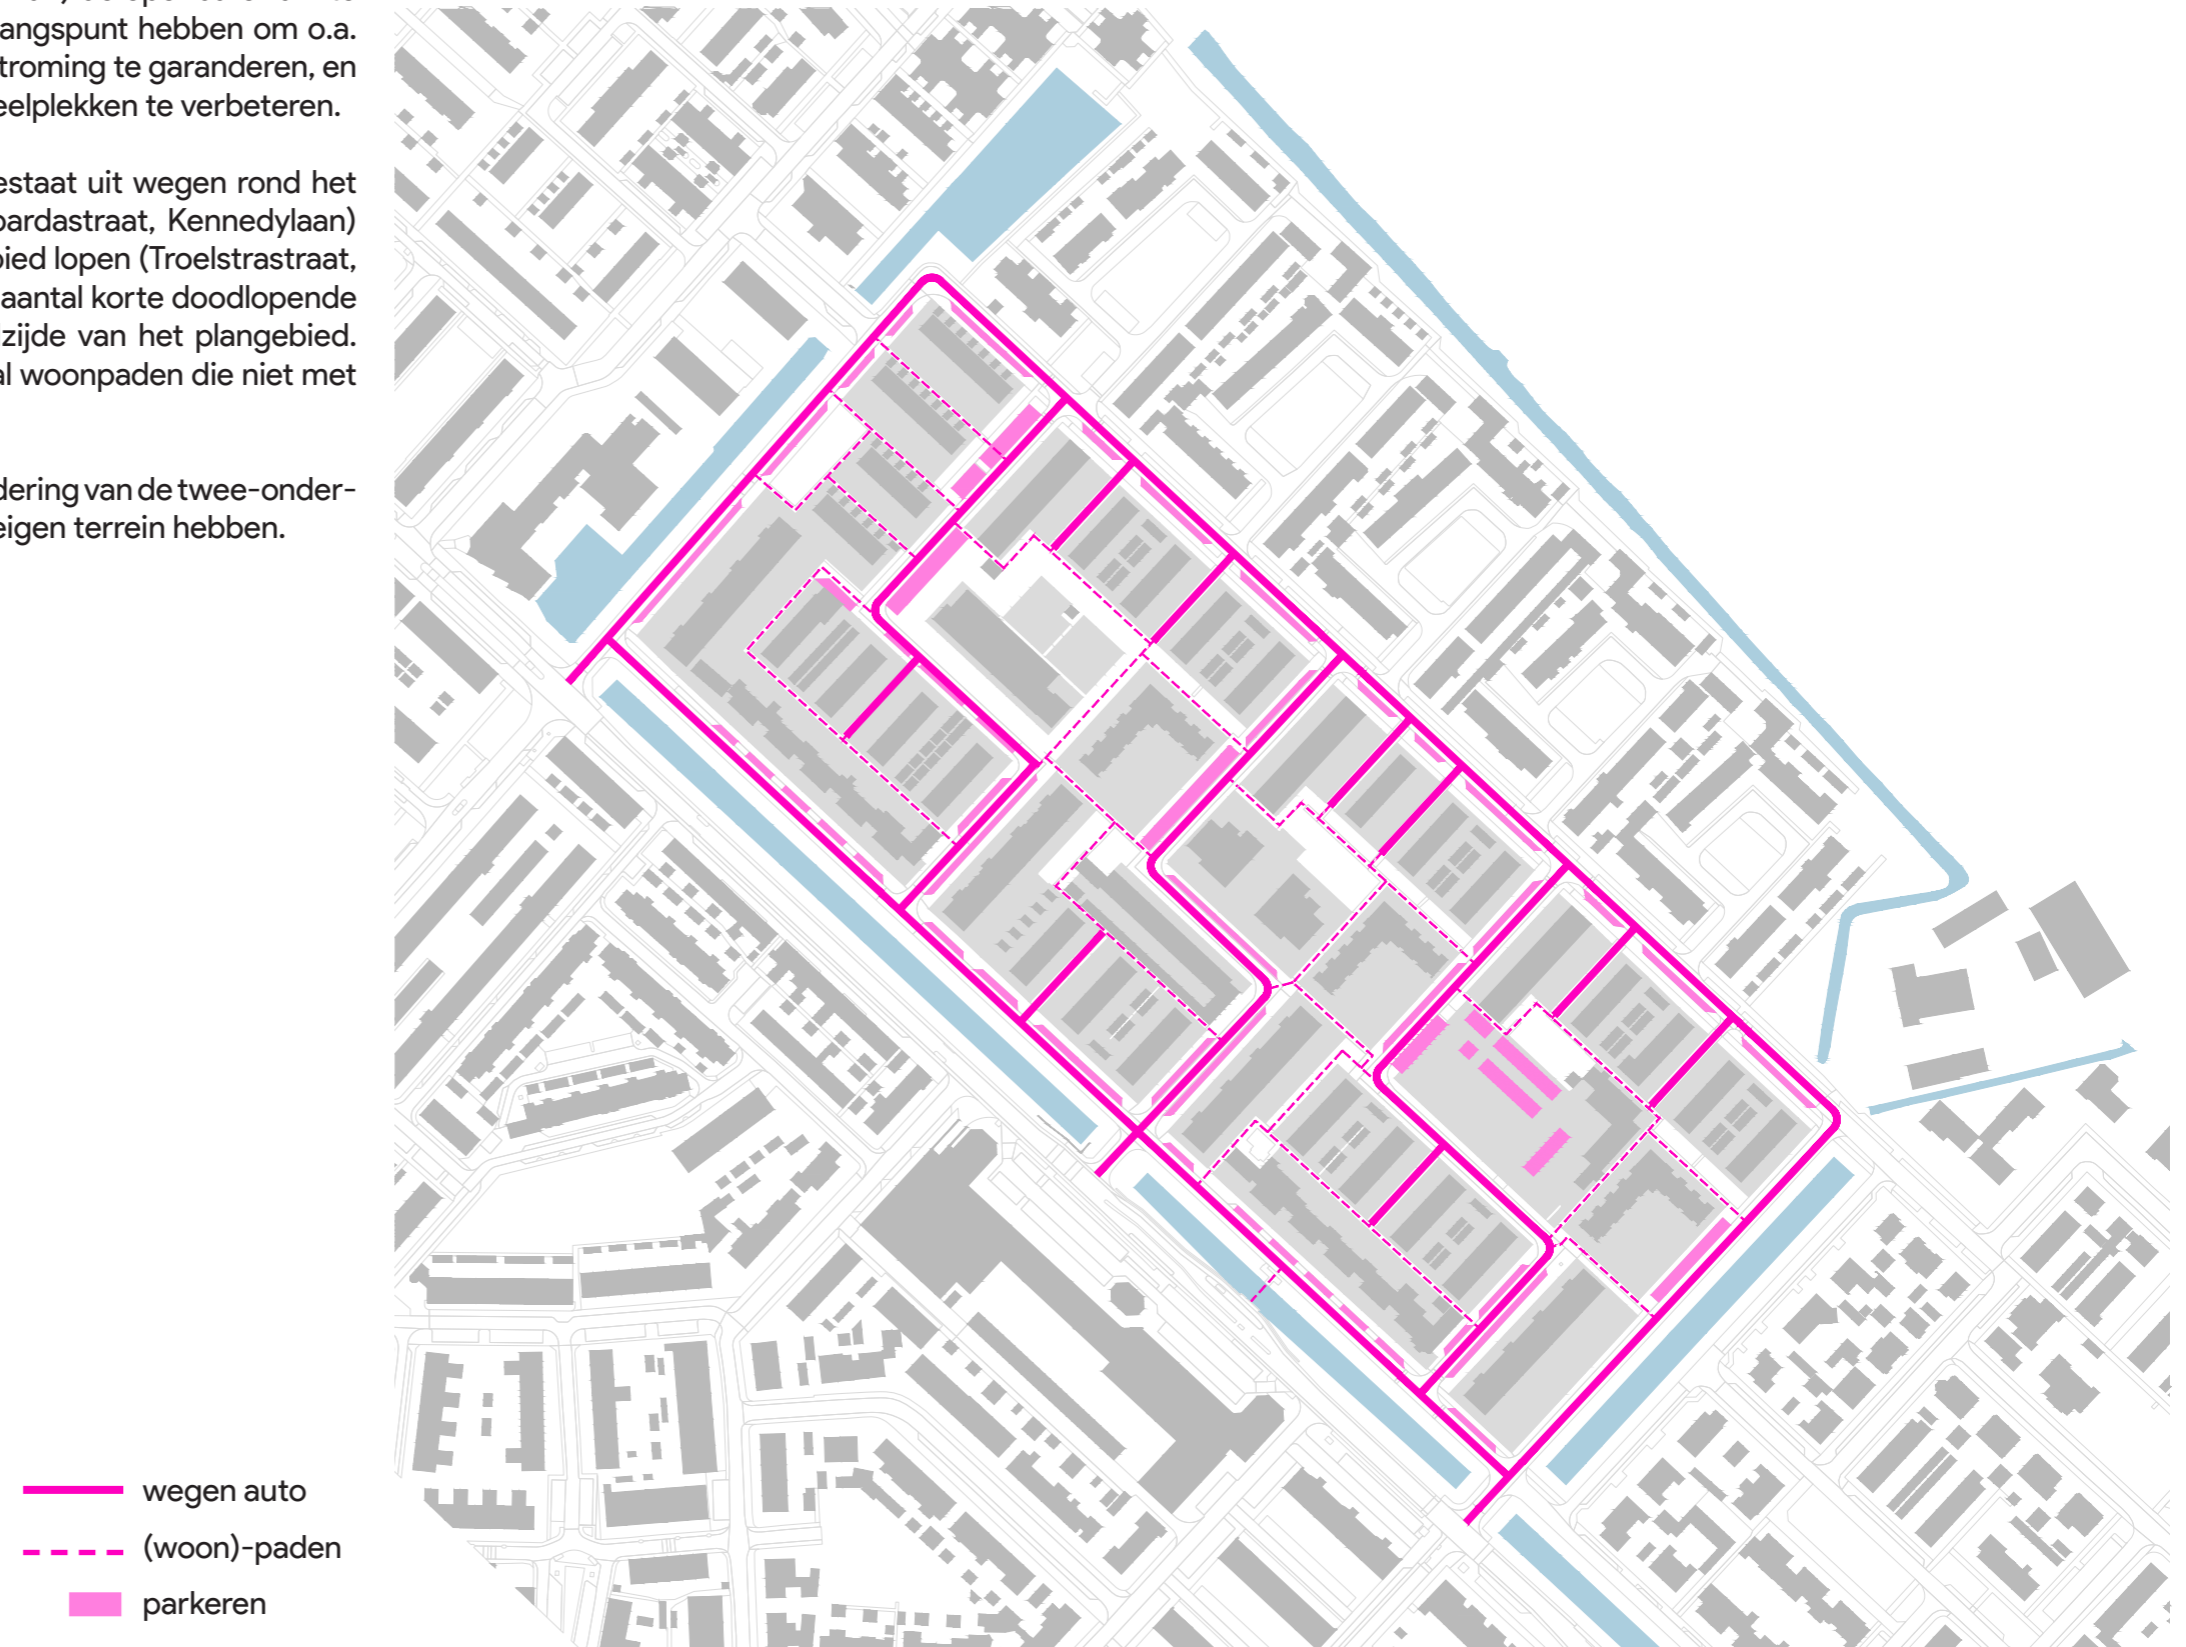 angspunt hebben om o.a.
troming te garanderen, en
eelplekken te verbeteren.
estaat uit wegen rond het
oardastraat, Kennedylaan)
bied lopen (Troelstrastraat,
aantal korte doodlopende
zijde van het plangebied.
al woonpaden die niet met
dering van de twee-onder-
eigen terrein hebben.
wegen auto
(woon)-paden
parkeren